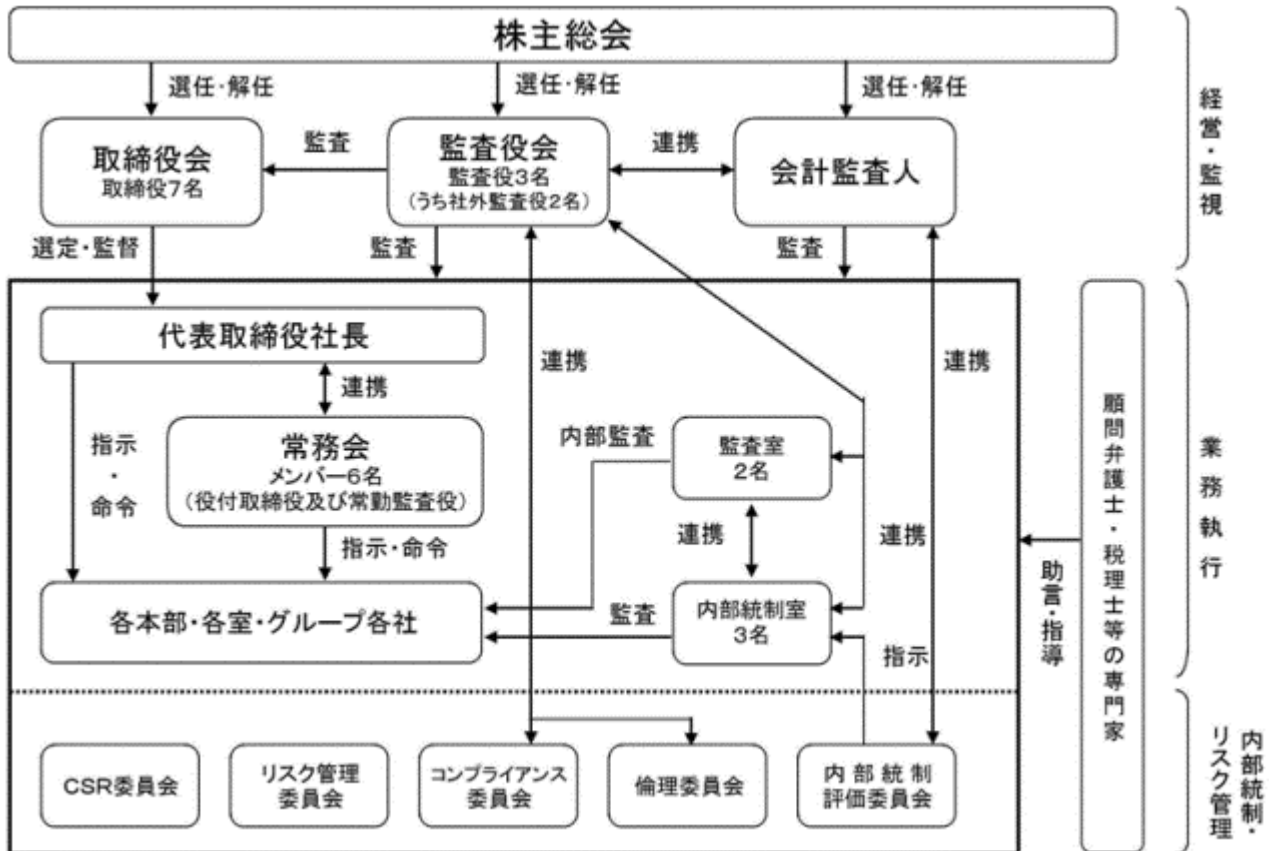 株主総会
選任・解任
選任・解任
選任・解任
取締役会
取締役7名
監査
監査役会
監査役3名
(うち社外監査役2名)
連携
会計監査人
経営・監視
選定・監督
監査
監査
代表取締役社長
連携
連携
連携
指示・命令
常務会
メンバー6名
(役付取締役及び常勤監査役)
内部監査
監査室
2名
指示・命令
連携
連携
各本部・各室・グループ各社
監査
内部統制室
3名
指示
助言・指導
顧問弁護士・税理士等の専門家
業務執行
CSR委員会
リスク管理
委員会
コンプライアンス
委員会
倫理委員会
内部統制
評価委員会
内部統制・
リスク管理